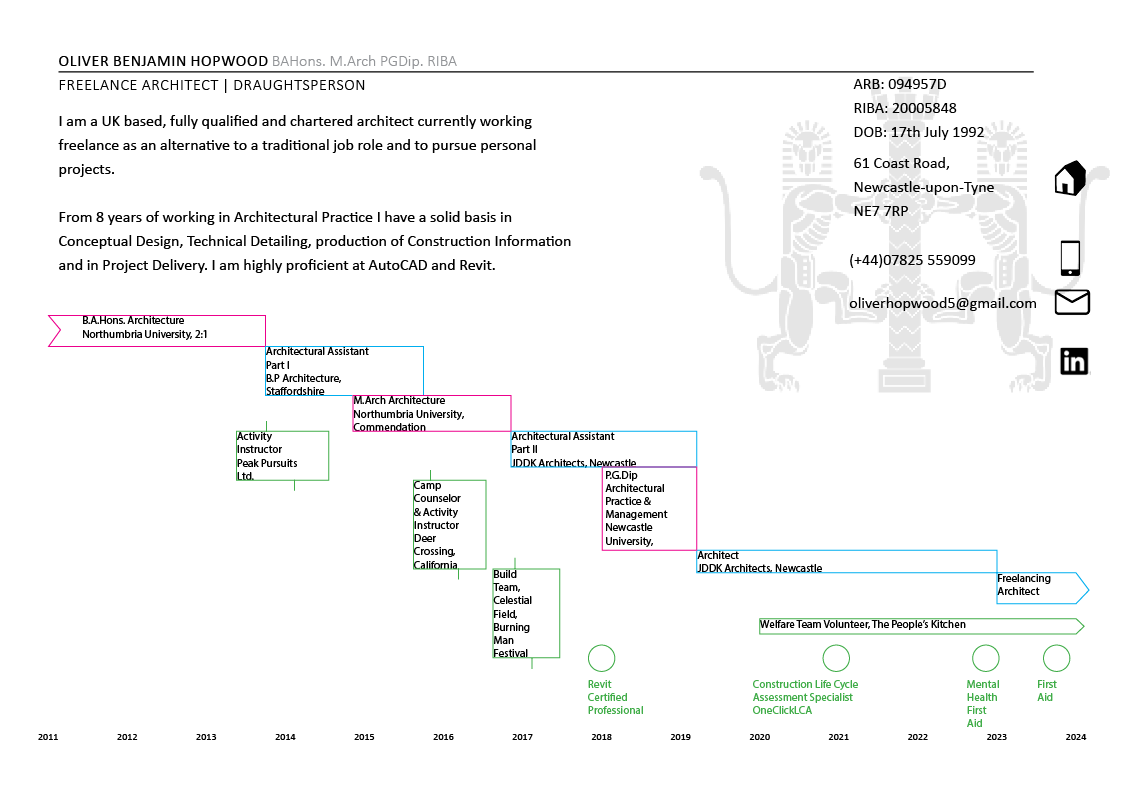 OLIVER BENJAMIN HOPWOOD BAHons. M.Arch PGDip. RIBA
FREELANCE ARCHITECT | DRAUGHTSPERSON
I am a UK based, fully qualified and chartered architect currently working
freelance as an alternative to a traditional job role and to pursue personal
projects.
From 8 years of working in Architectural Practice I have a solid basis in
Conceptual Design, Technical Detailing, production of Construction Information
and in Project Delivery. I am highly proficient at AutoCAD and Revit.
ARB: 094957D
RIBA: 20005848
DOB: 17th July 1992
61 Coast Road,
Newcastle-upon-Tyne
NE7 7RP
(+44)07825 559099
oliverhopwood5@gmail.com
in
B.A.Hons. Architecture
Northumbria University, 2:1
Architectural Assistant
Part I
B.P Architecture,
Staffordshire
M.Arch Architecture
Northumbria University,
Commendation
Activity
Instructor
Peak Pursuits
Ltd.
Architectural Assistant
Part II
JDDK Architects, Newcastle
P.G.Dip
Architectural
Practice &
Management
Newcastle
University,
Camp
Counselor
& Activity
Instructor
Deer
Crossing,
California
Architect
JDDK Architects, Newcastle
Build
Team,
Celestial
Field,
Burning
Man
Festival
Freelancing
Architect
Welfare Team Volunteer, The People's Kitchen
Revit
Certified
Professional
Construction Life Cycle
Assessment Specialist
OneClickLCA
Mental
Health
First
Aid
First
Aid
2011 2012 2013 2014 2015 2016 2017 2018 2019 2020 2021 2022 2023 2024